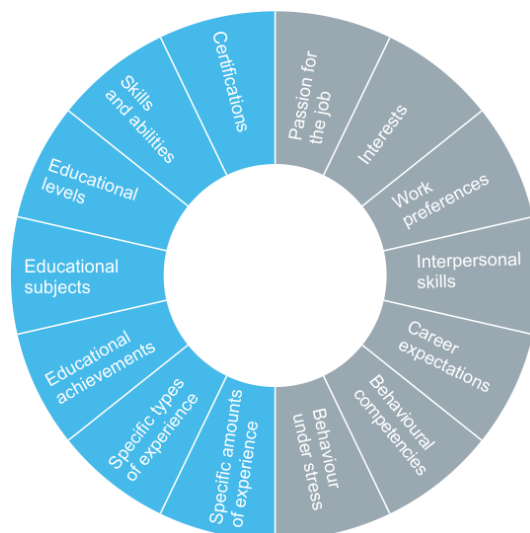 Certifications
Passion for
the job
Interests
Work
preferences
Interpersonal
skills
Career
expectations
Behavioural
competencies
Behaviour
under stress
Specific amounts
of experience
Specific types
of experience
Educational
achievements
Educational
subjects
Educational
levels
Skills
and abilities